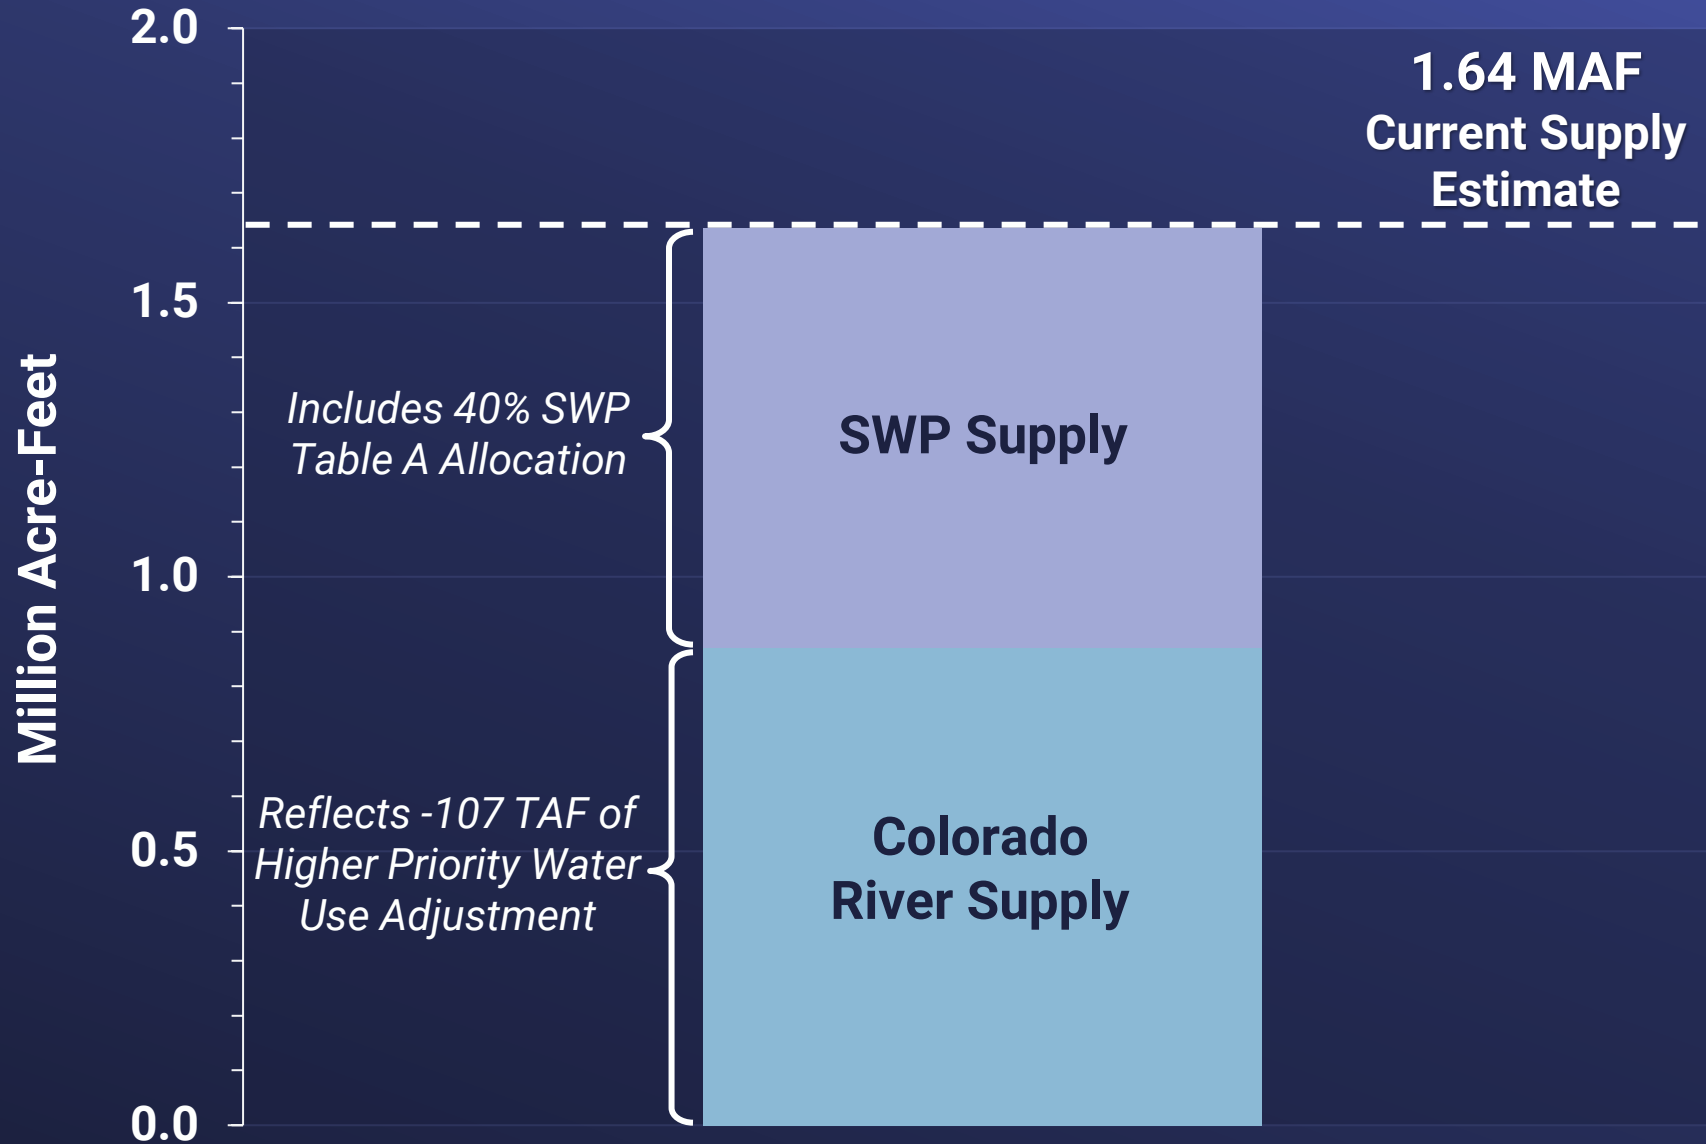 2.0
1.5
1.0
0.5
0.0
Million Acre-Feet
1.64 MAF
Current Supply
Estimate
Includes 40% SWP
Table A Allocation
SWP Supply
Reflects -107 TAF of
Higher Priority Water
Use Adjustment
Colorado
River Supply